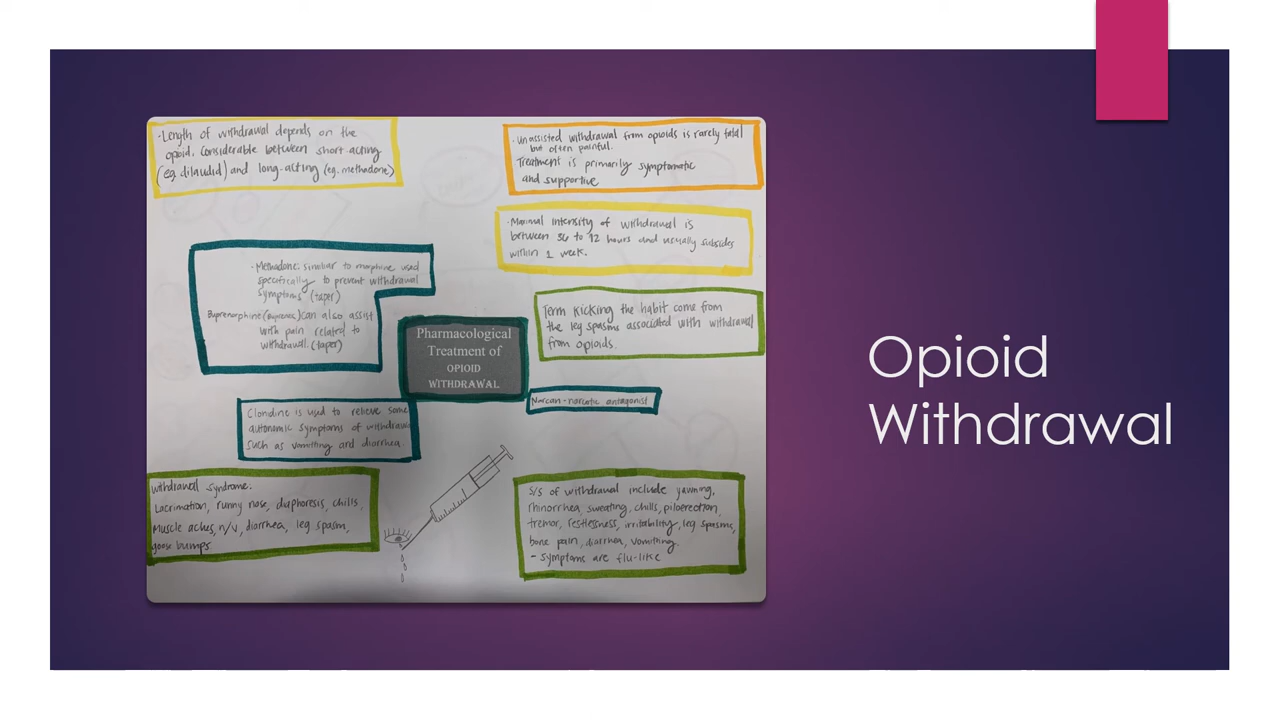 ·Length of withdrawal depends on the
opioid. Considerable between short-acting
(eg. dilaudid) and long-acting (eg. methadone)
·Unassisted withdrawal from opioids is rarely fatal
but often painful.
·Treatment is primarily symptomatic
and supportive
·Maximal intensity of withdrawal is
between 36 to 72 hours and usually subsides
within 1 week.
·Methadone: similiar to morphine used
specifically to prevent withdrawal
symptoms (taper)
Buprenorphine can also assist
with pain related to
withdrawal. (taper)
Term kicking the habit come from
the leg spasms associated with withdrawal
from opioids.
Pharmacological
Treatment of
OPIOID
WITHDRAWAL
Narcan-narcotic antagonist
Clonidine is used to relieve some
autonomic symptoms of withdrawal
such as vomitting and diarrhea.
Withdrawal syndrome:
Lacrimation, runny nose, diaphoresis, chills,
Muscle aches, n/v, diarrhea, leg spasm,
goose bumps
S/S of withdrawal include yawning,
rhinorrhea, sweating, chills, piloerection,
tremor, restlessness, irritability, leg spasms,
bone pain, diarrhea, vomitting.
- Symptoms are flu-like
Opioid
Withdrawal